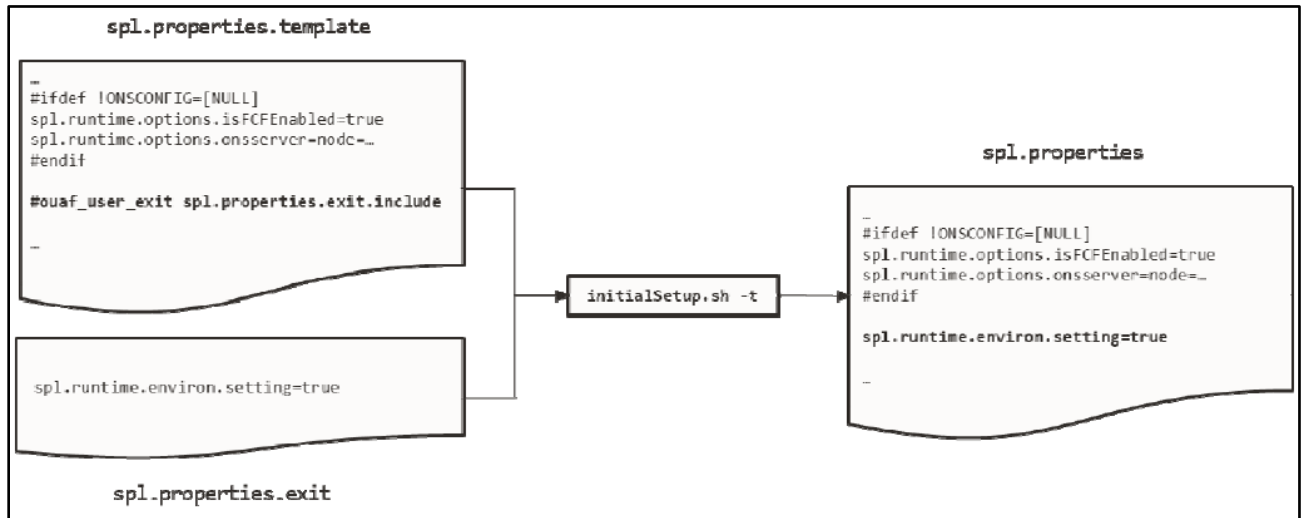 spl.properties.template
…
#ifdef !ONSCONFIG=[NULL]
spl.runtime.options.isFCFEnabled=true
spl.runtime.options.onsserver=node=…
#endif
#ouaf_user_exit spl.properties.exit.include
…
spl.runtime.environ.setting=true
spl.properties.exit
initialSetup.sh -t
spl.properties
…
#ifdef !ONSCONFIG=[NULL]
spl.runtime.options.isFCFEnabled=true
spl.runtime.options.onsserver=node=…
#endif
spl.runtime.environ.setting=true
…